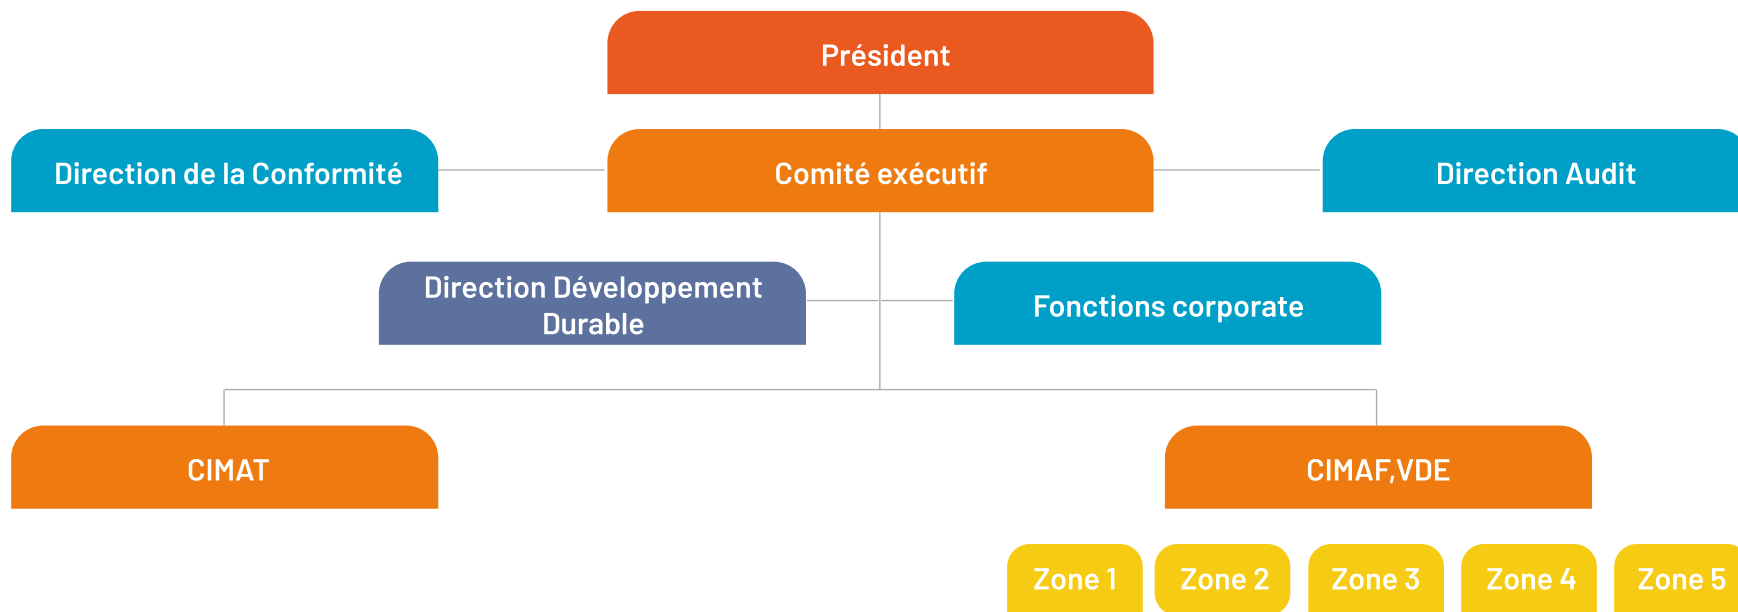 Président
Direction de la Conformité
Comité exécutif
Direction Audit
Direction Développement
Durable
Fonctions corporate
CIMAT
CIMAF,VDE
Zone 1
Zone 2
Zone 3
Zone 4
Zone 5